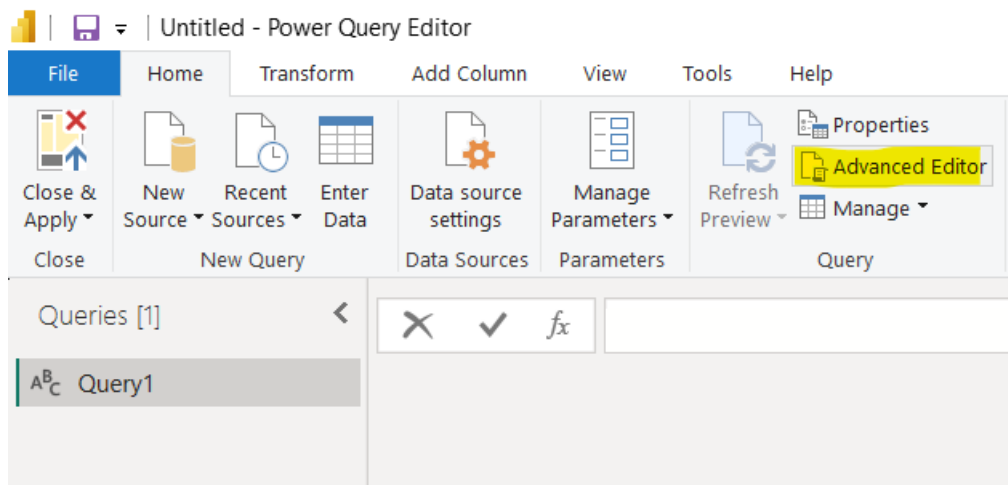 Untitled - Power Query Editor
File Home Transform Add Column View Tools Help
Close & Apply
New Source
Recent Sources
Enter Data
Data source settings
Manage Parameters
Refresh Preview
Properties
Advanced Editor
Manage
Close New Query Data Sources Parameters Query
Queries [1]
fx
ABC Query1